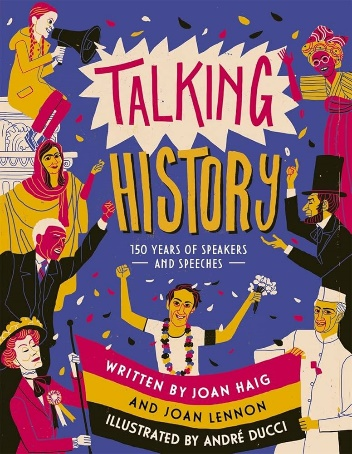 TALKING
HISTORY
150 YEARS OF SPEAKERS
AND SPEECHES
WRITTEN BY JOAN HAIG
AND JOAN LENNON
ILLUSTRATED BY ANDRÉ DUCCI